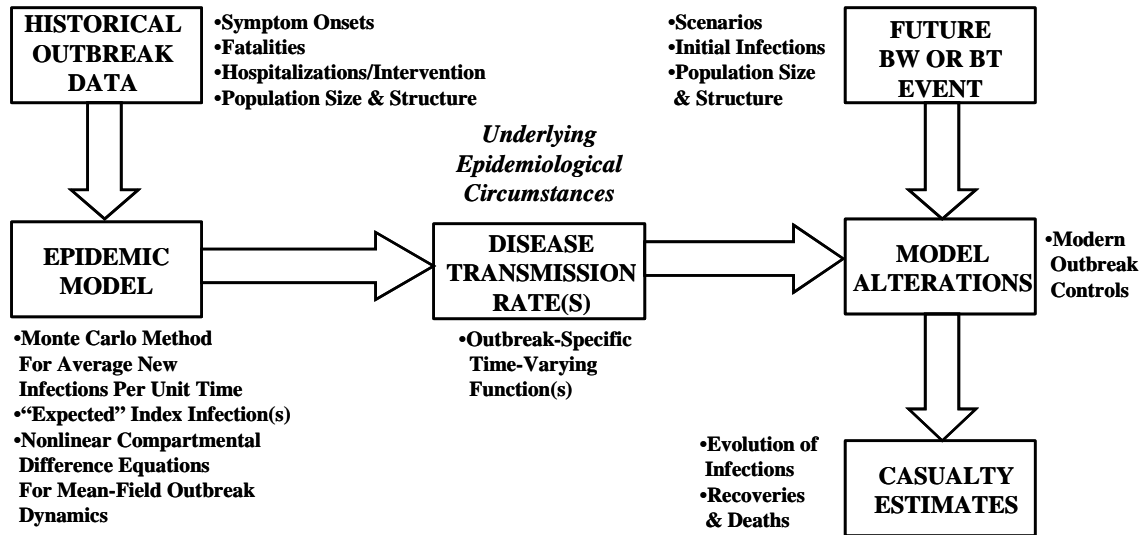 HISTORICAL
OUTBREAK
DATA
•Symptom Onsets
•Fatalities
•Hospitalizations/Intervention
•Population Size & Structure
•Scenarios
•Initial Infections
•Population Size
& Structure
FUTURE
BW OR BT
EVENT
Underlying
Epidemiological
Circumstances
EPIDEMIC
MODEL
DISEASE
TRANSMISSION
RATE(S)
MODEL
ALTERATIONS
•Modern
Outbreak
Controls
•Monte Carlo Method
For Average New
Infections Per Unit Time
•“Expected” Index Infection(s)
•Nonlinear Compartmental
Difference Equations
For Mean-Field Outbreak
Dynamics
•Outbreak-Specific
Time-Varying
Function(s)
•Evolution of
Infections
•Recoveries
& Deaths
CASUALTY
ESTIMATES